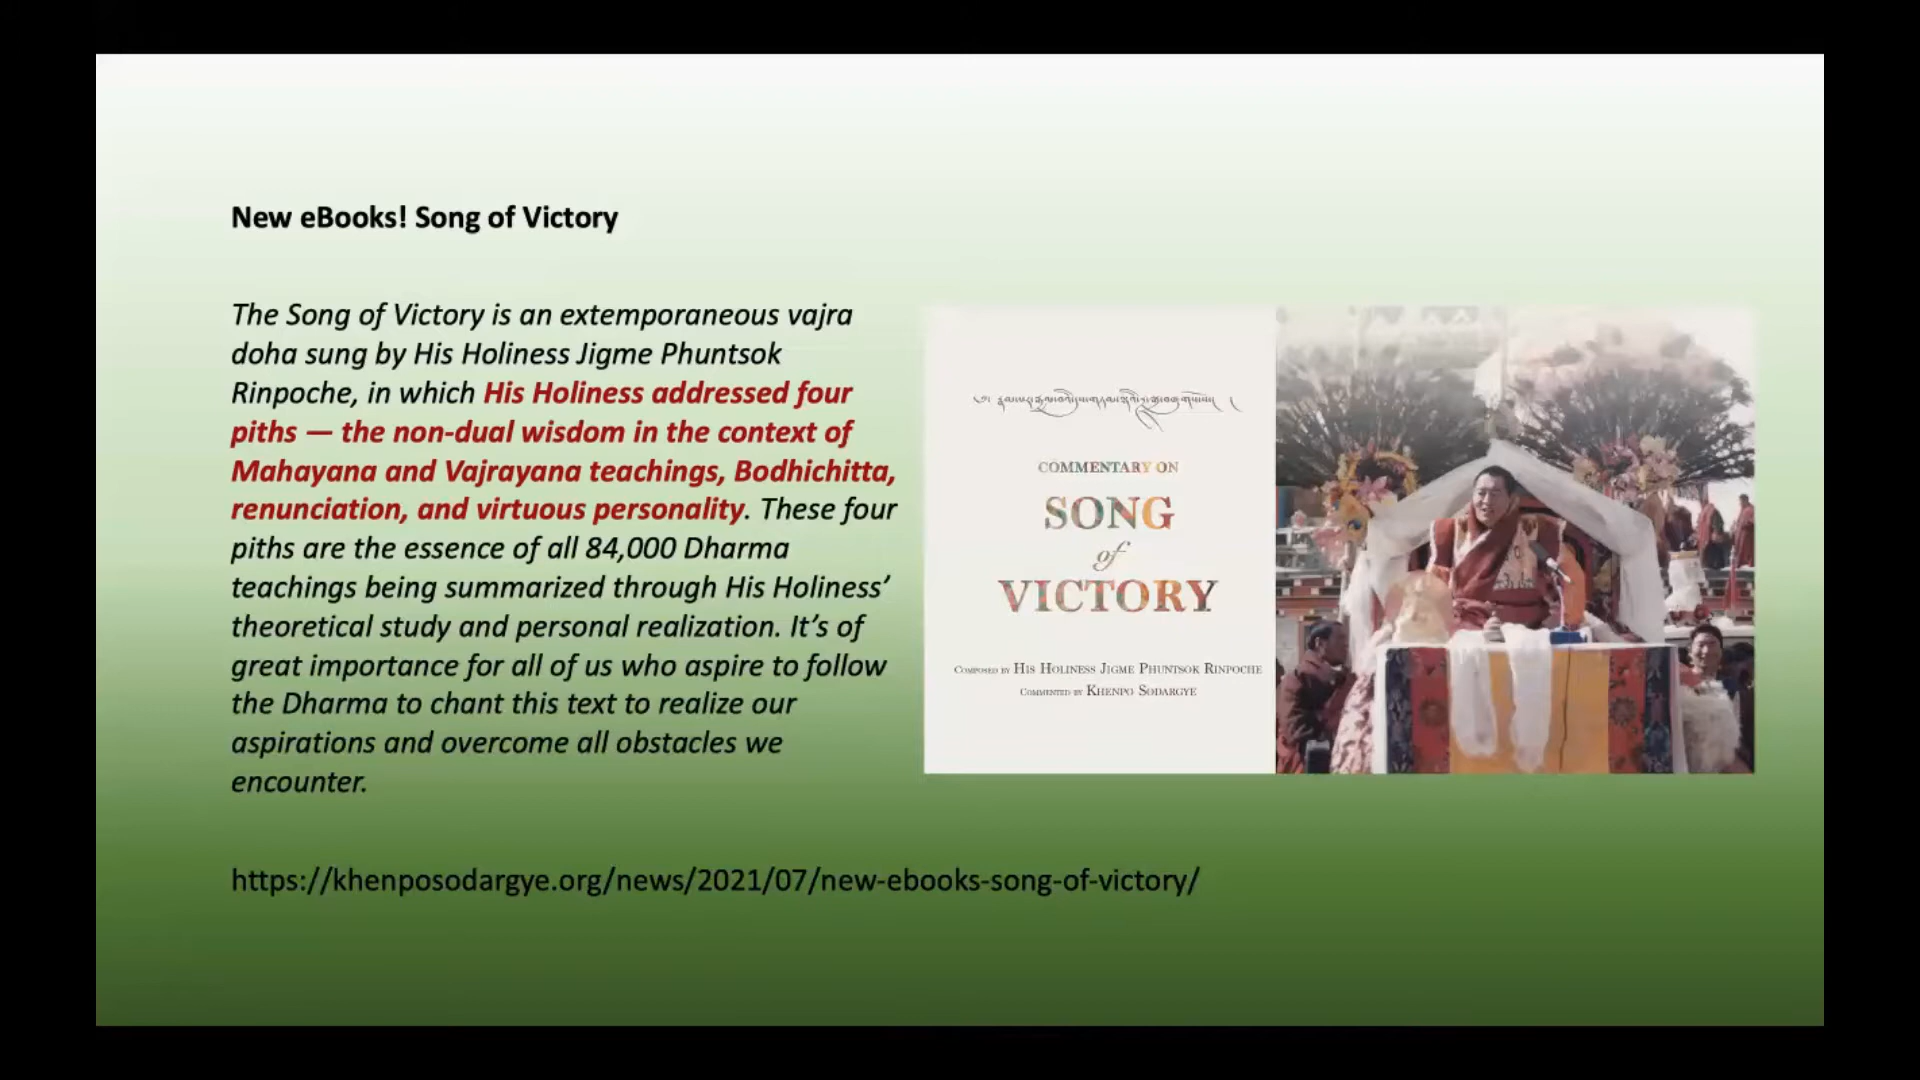 New eBooks! Song of Victory
The Song of Victory is an extemporaneous vajra
doha sung by His Holiness Jigme Phuntsok
Rinpoche, in which His Holiness addressed four
piths — the non-dual wisdom in the context of
Mahayana and Vajrayana teachings, Bodhichitta,
renunciation, and virtuous personality. These four
piths are the essence of all 84,000 Dharma
teachings being summarized through His Holiness’
theoretical study and personal realization. It’s of
great importance for all of us who aspire to follow
the Dharma to chant this text to realize our
aspirations and overcome all obstacles we
encounter.
COMMENTARY ON
SONG
of
VICTORY
COMPOSED BY HIS HOLINESS JIGME PHUNTSOK RINPOCHE
COMMENTED BY KHENPO SODARGYE
https://khenposodargye.org/news/2021/07/new-ebooks-song-of-victory/